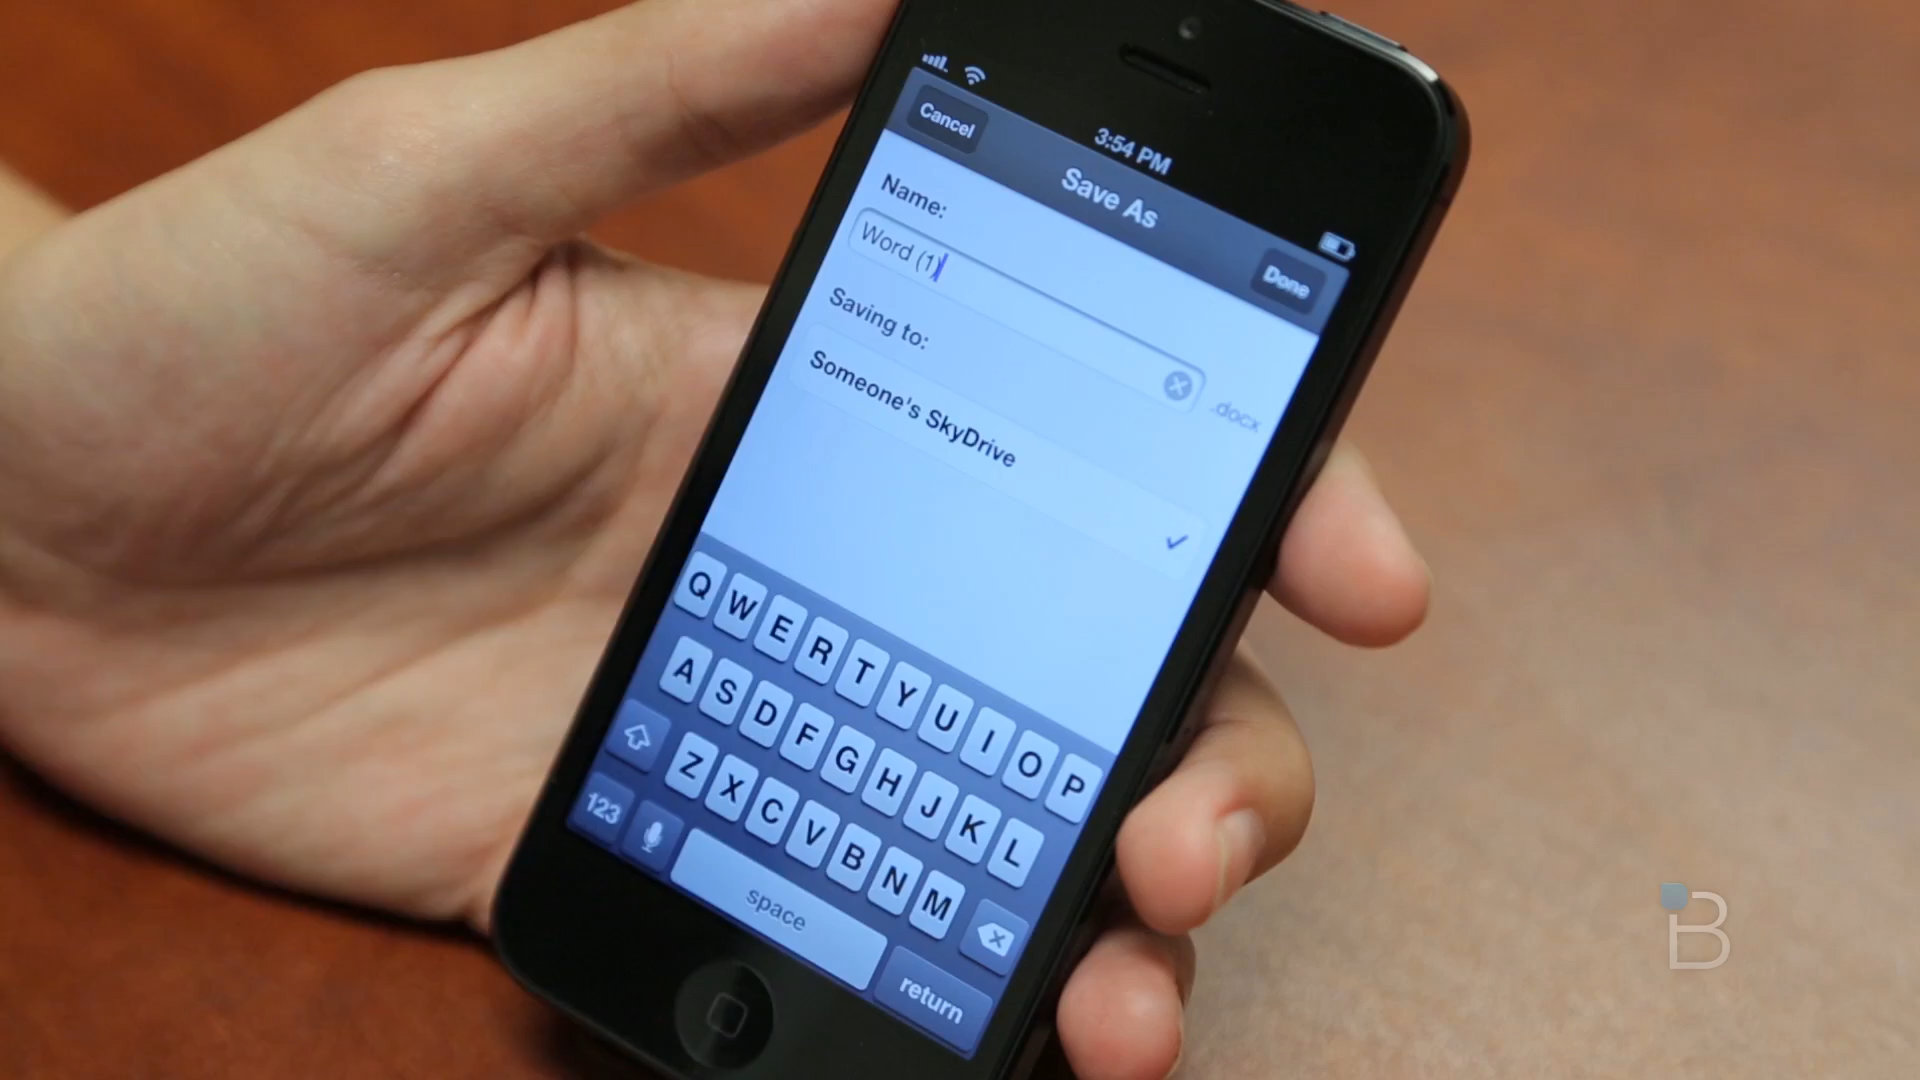 3:54 PM
Cancel
Save As
Done
Name:
Word (1)
.docx
Saving to:
Someone's SkyDrive
Q W E R T Y U I O P
A S D F G H J K L
Z X C V B N M
123
space
return
B